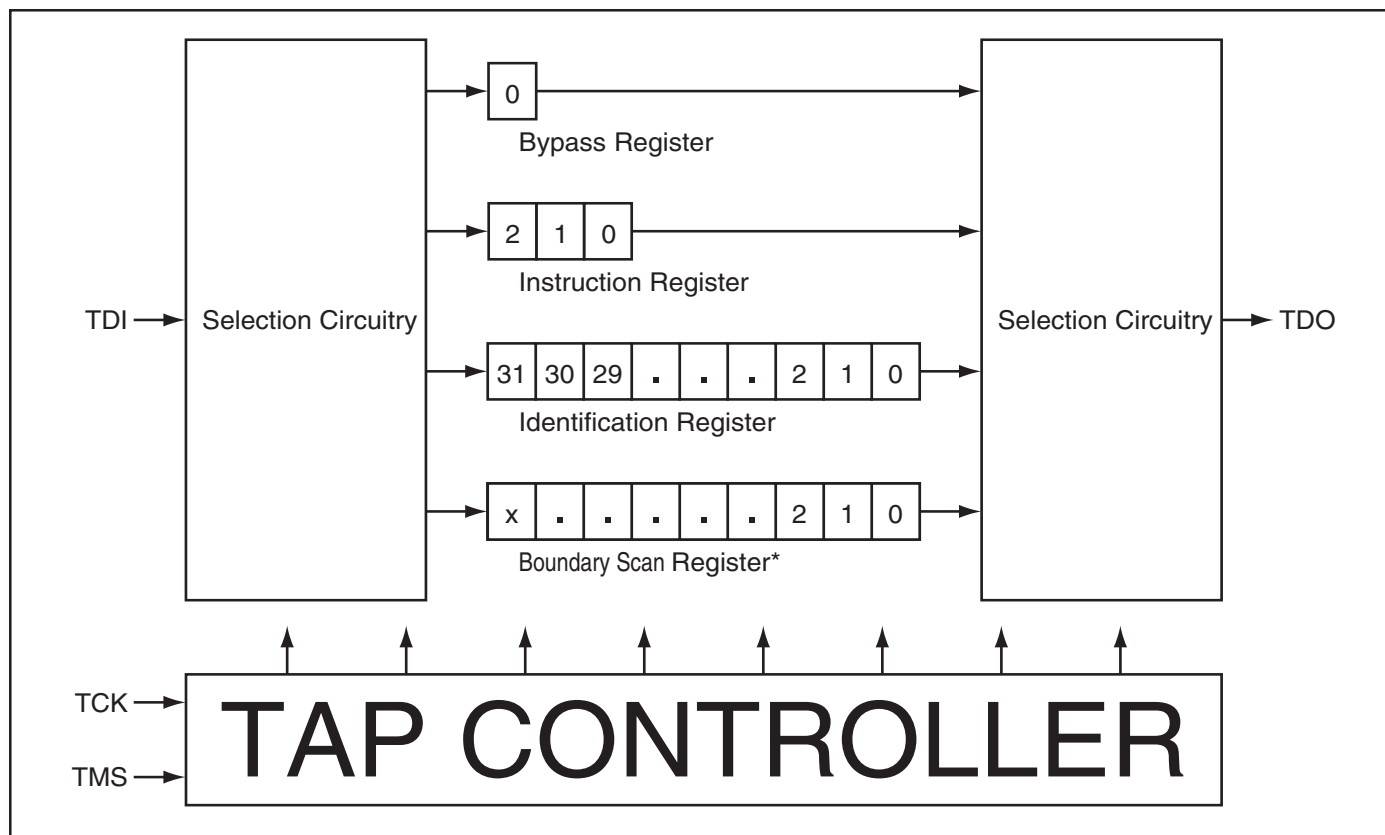 0
Bypass Register
2 1 0
Instruction Register
TDI Selection Circuitry Selection Circuitry TDO
31 30 29 . . . 2 1 0
Identification Register
x . . . . . 2 1 0
Boundary Scan Register*
TCK
TAP CONTROLLER
TMS